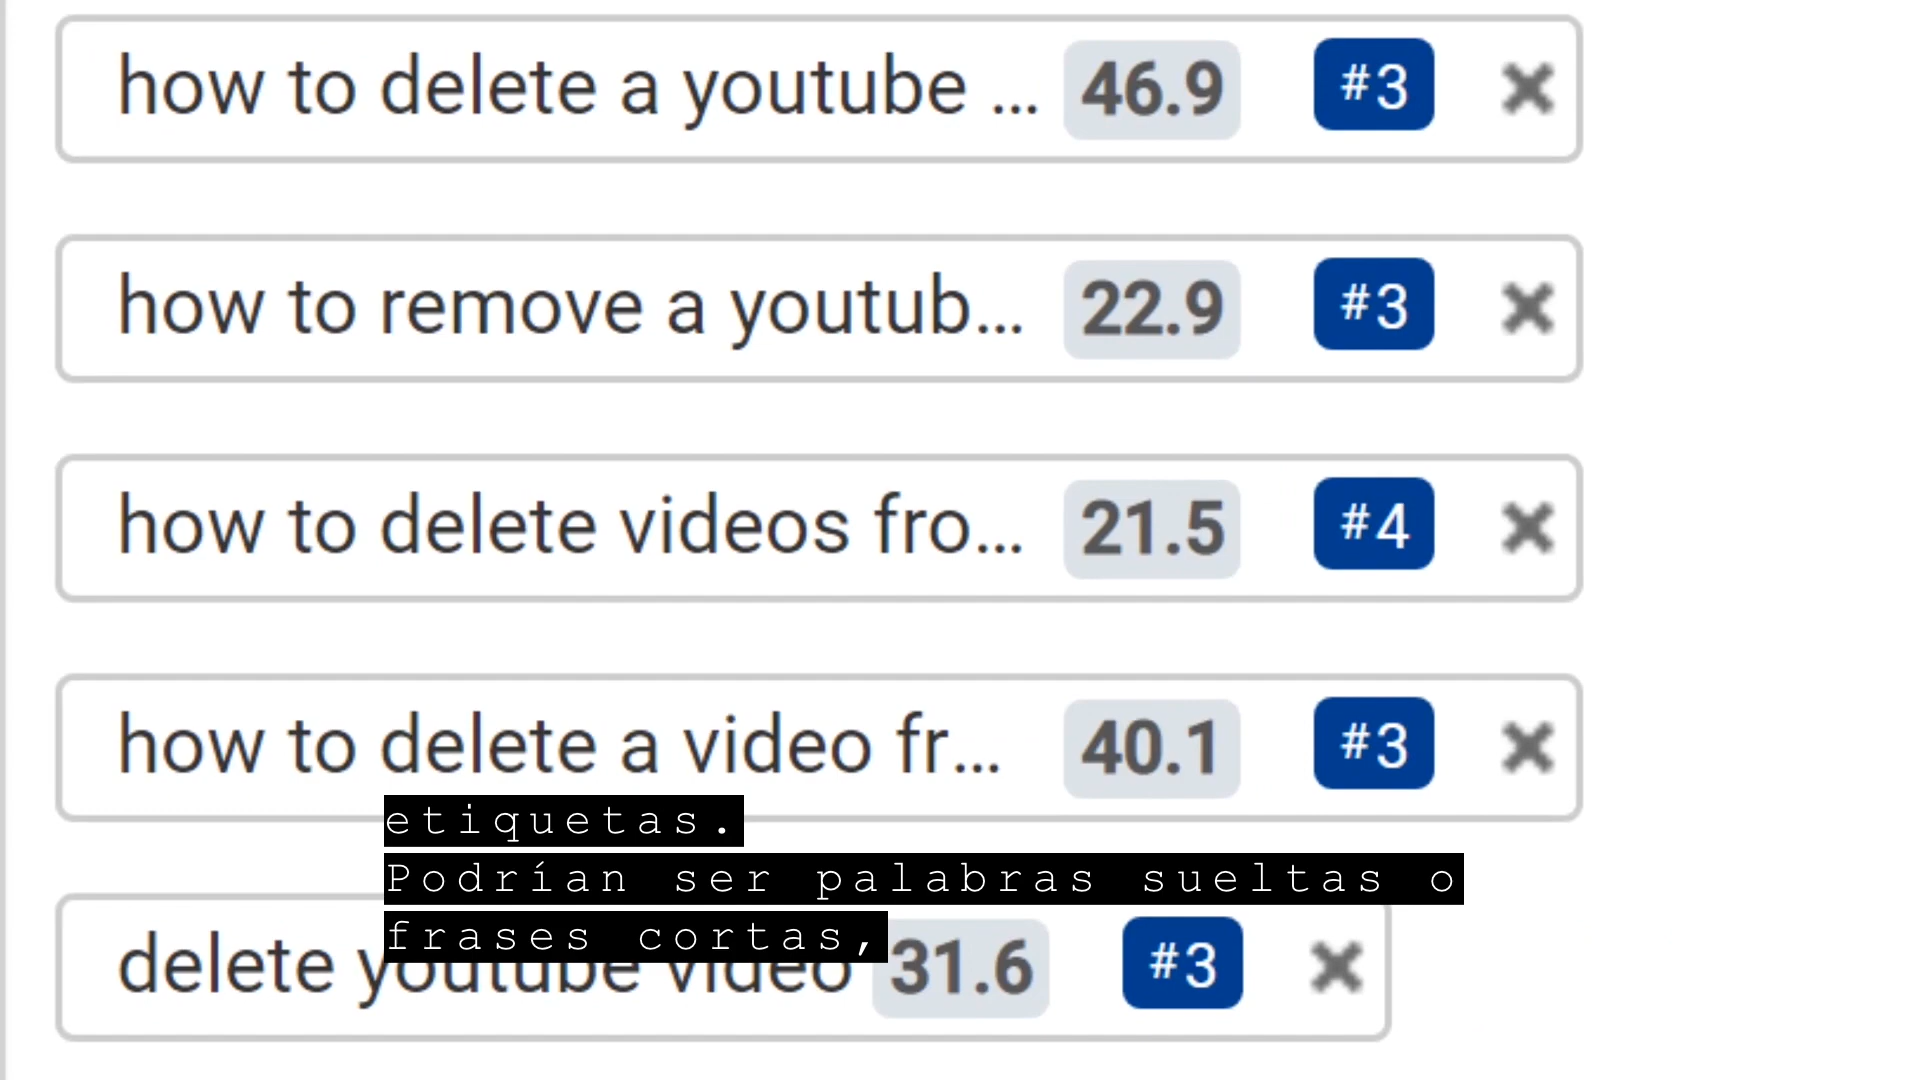 how to delete a youtube ... 46.9 #3
how to remove a youtub... 22.9 #3
how to delete videos fro... 21.5 #4
how to delete a video fr... 40.1 #3
etiquetas.
Podrían ser palabras sueltas o
frases cortas,
delete youtube video 31.6 #3